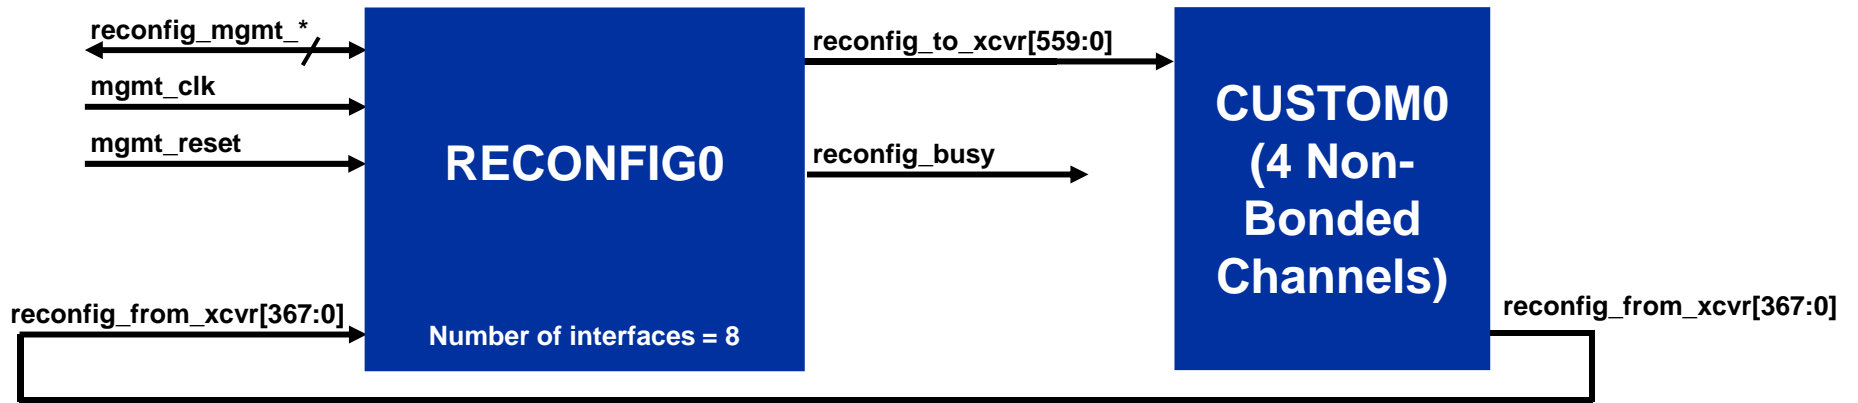 reconfig_mgmt_*
mgmt_clk
mgmt_reset
reconfig_from_xcvr[367:0]
RECONFIG0
Number of interfaces = 8
reconfig_to_xcvr[559:0]
reconfig_busy
CUSTOM0
(4 Non-
Bonded
Channels)
reconfig_from_xcvr[367:0]